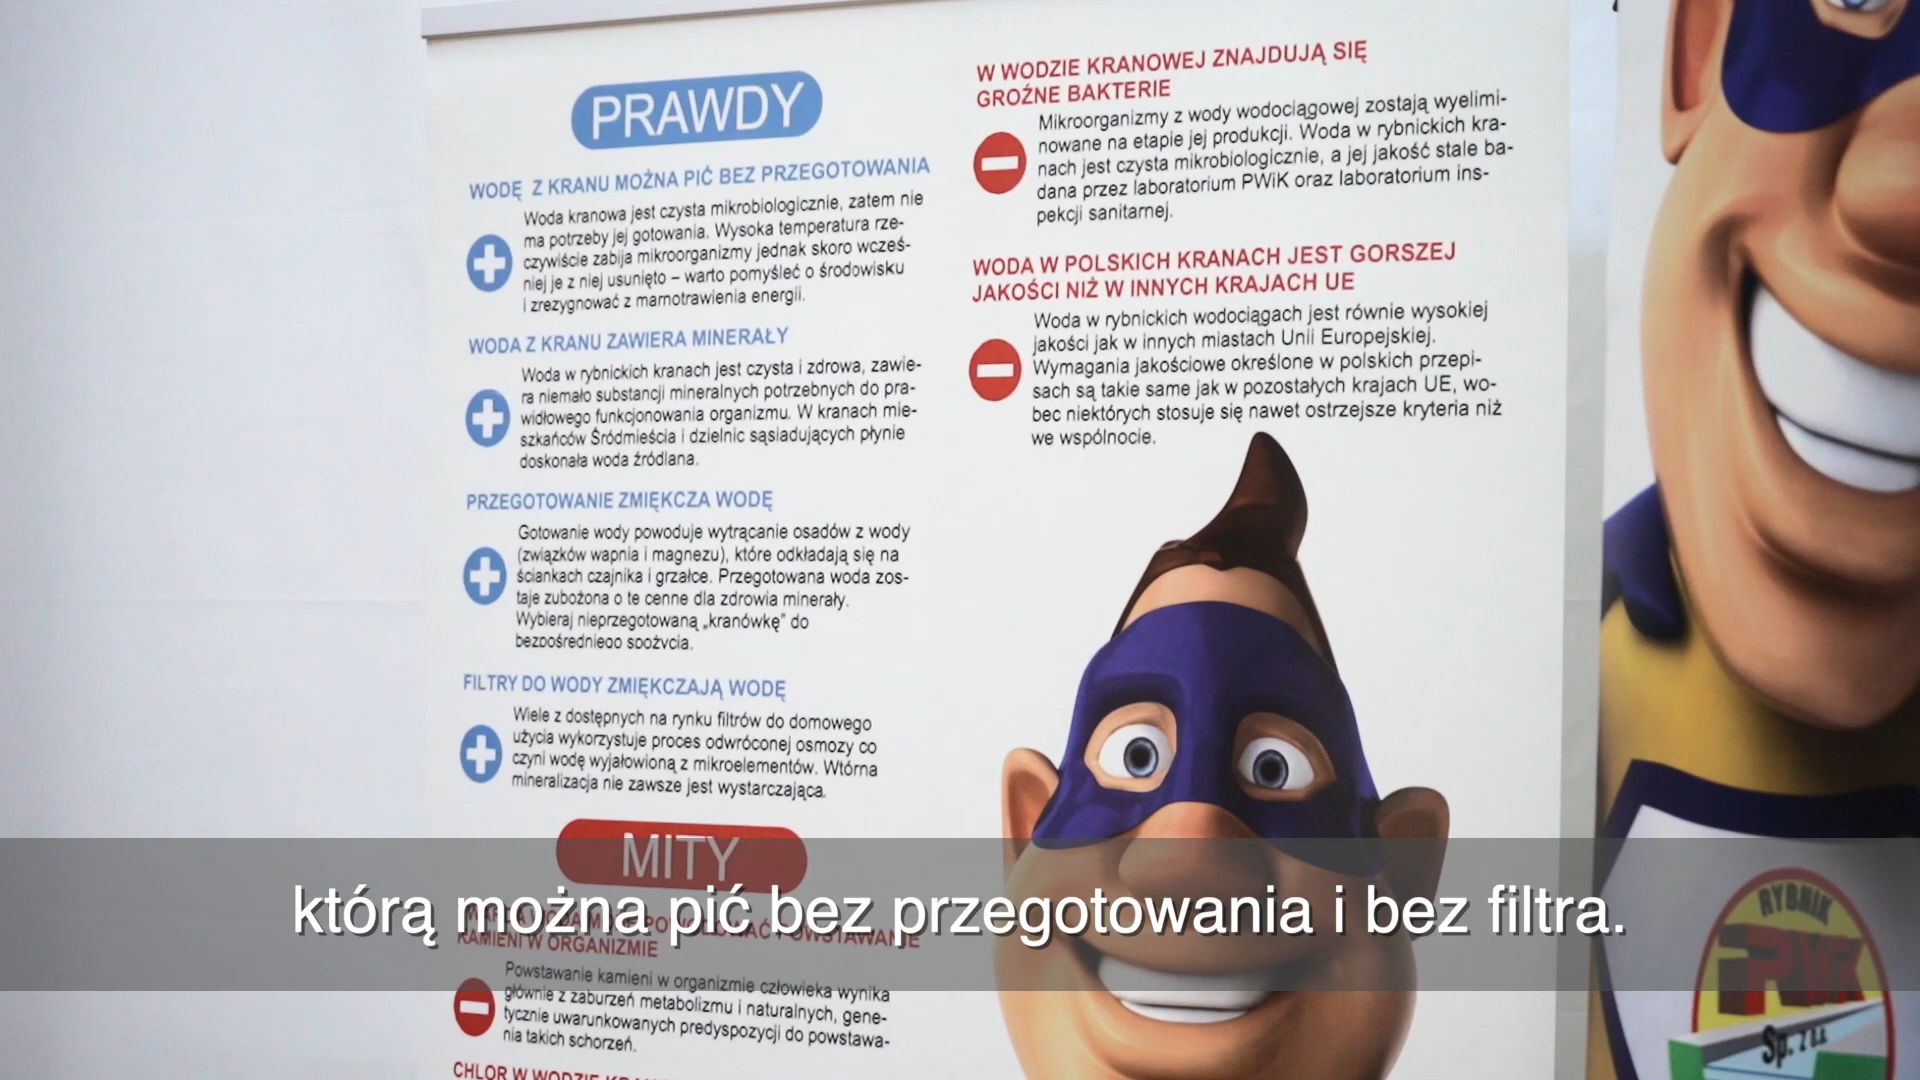 PRAWDY
WODĘ Z KRANU MOŻNA PIĆ BEZ PRZEGOTOWANIA
Woda kranowa jest czysta mikrobiologicznie, zatem nie
ma potrzeby jej gotowania. Wysoka temperatura rze-
czywiście zabija mikroorganizmy jednak skoro wcześ-
niej je z niej usunięto – warto pomyśleć o środowisku
i zrezygnować z marnotrawienia energii.
WODA Z KRANU ZAWIERA MINERAŁY
Woda w rybnickich kranach jest czysta i zdrowa, zawie-
ra niemało substancji mineralnych potrzebnych do pra-
widłowego funkcjonowania organizmu. W kranach mie-
szkańców Śródmieścia i dzielnic sąsiadujących płynie
doskonała woda źródlana.
PRZEGOTOWANIE ZMIĘKCZA WODĘ
Gotowanie wody powoduje wytrącanie osadów z wody
(związków wapnia i magnezu), które odkładają się na
ściankach czajnika i grzałce. Przegotowana woda zos-
taje zubożona o te cenne dla zdrowia minerały.
Wybieraj nieprzegotowaną „kranówkę” do
bezpośredniego spożycia.
FILTRY DO WODY ZMIĘKCZAJĄ WODĘ
Wiele z dostępnych na rynku filtrów do domowego
użycia wykorzystuje proces odwróconej osmozy co
czyni wodę wyjałowioną z mikroelementów. Wtórna
mineralizacja nie zawsze jest wystarczająca.
MITY
KAMIENI W ORGANIZMIE
Powstawanie kamieni w organizmie człowieka wynika
głównie z zaburzeń metabolizmu i naturalnych, gene-
tycznie uwarunkowanych predyspozycji do powstawa-
nia takich schorzeń.
CHLOR W WODZIE
W WODZIE KRANOWEJ ZNAJDUJĄ SIĘ
GROŹNE BAKTERIE
Mikroorganizmy z wody wodociągowej zostają wyelimi-
nowane na etapie jej produkcji. Woda w rybnickich kra-
nach jest czysta mikrobiologicznie, a jej jakość stale ba-
dana przez laboratorium PWiK oraz laboratorium ins-
pekcji sanitarnej.
WODA W POLSKICH KRANACH JEST GORSZEJ
JAKOŚCI NIŻ W INNYCH KRAJACH UE
Woda w rybnickich wodociągach jest równie wysokiej
jakości jak w innych miastach Unii Europejskiej.
Wymagania jakościowe określone w polskich przepi-
sach są takie same jak w pozostałych krajach UE, wo-
bec niektórych stosuje się nawet ostrzejsze kryteria niż
we wspólnocie.
RYBNIK
PWiK
Sp. z o.o.
którą można pić bez przegotowania i bez filtra.